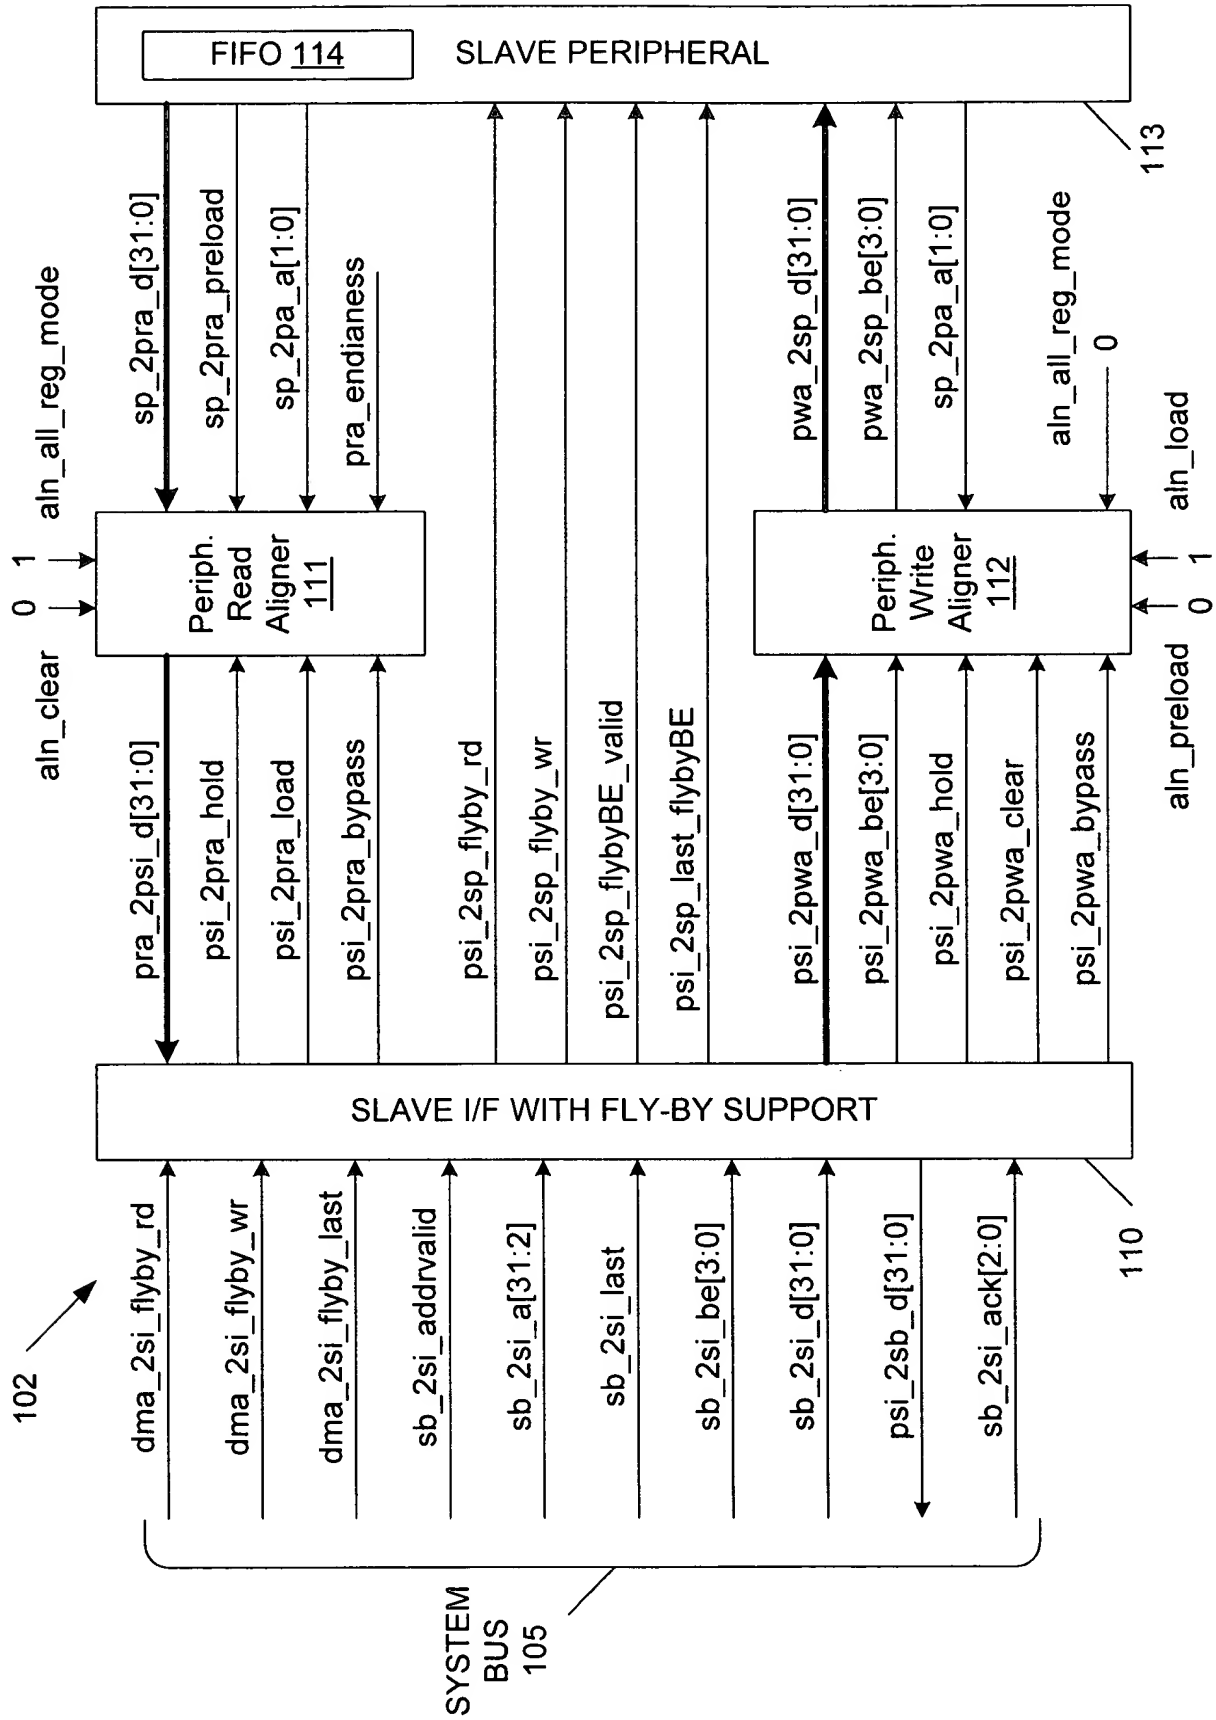 102
SYSTEM
BUS
105
dma_2si_flyby_rd
dma_2si_flyby_wr
dma_2si_flyby_last
sb_2si_addrvalid
sb_2si_a[31:2]
sb_2si_last
sb_2si_be[3:0]
sb_2si_d[31:0]
psi_2sb_d[31:0]
sb_2si_ack[2:0]
SLAVE I/F WITH FLY-BY SUPPORT
110
pra_2psi_d[31:0]
psi_2pra_hold
psi_2pra_load
psi_2pra_bypass
psi_2sp_flyby_rd
psi_2sp_flyby_wr
psi_2sp_flybyBE_valid
psi_2sp_last_flybyBE
psi_2pwa_d[31:0]
psi_2pwa_be[3:0]
psi_2pwa_hold
psi_2pwa_clear
psi_2pwa_bypass
aln_clear
0
1
aln_all_reg_mode
Periph.
Read
Aligner
111
Periph.
Write
Aligner
112
aln_preload
0
1
aln_load
sp_2pra_d[31:0]
sp_2pra_preload
sp_2pa_a[1:0]
pra_endianess
pwa_2sp_d[31:0]
pwa_2sp_be[3:0]
sp_2pa_a[1:0]
aln_all_reg_mode
0
FIFO 114
SLAVE PERIPHERAL
113